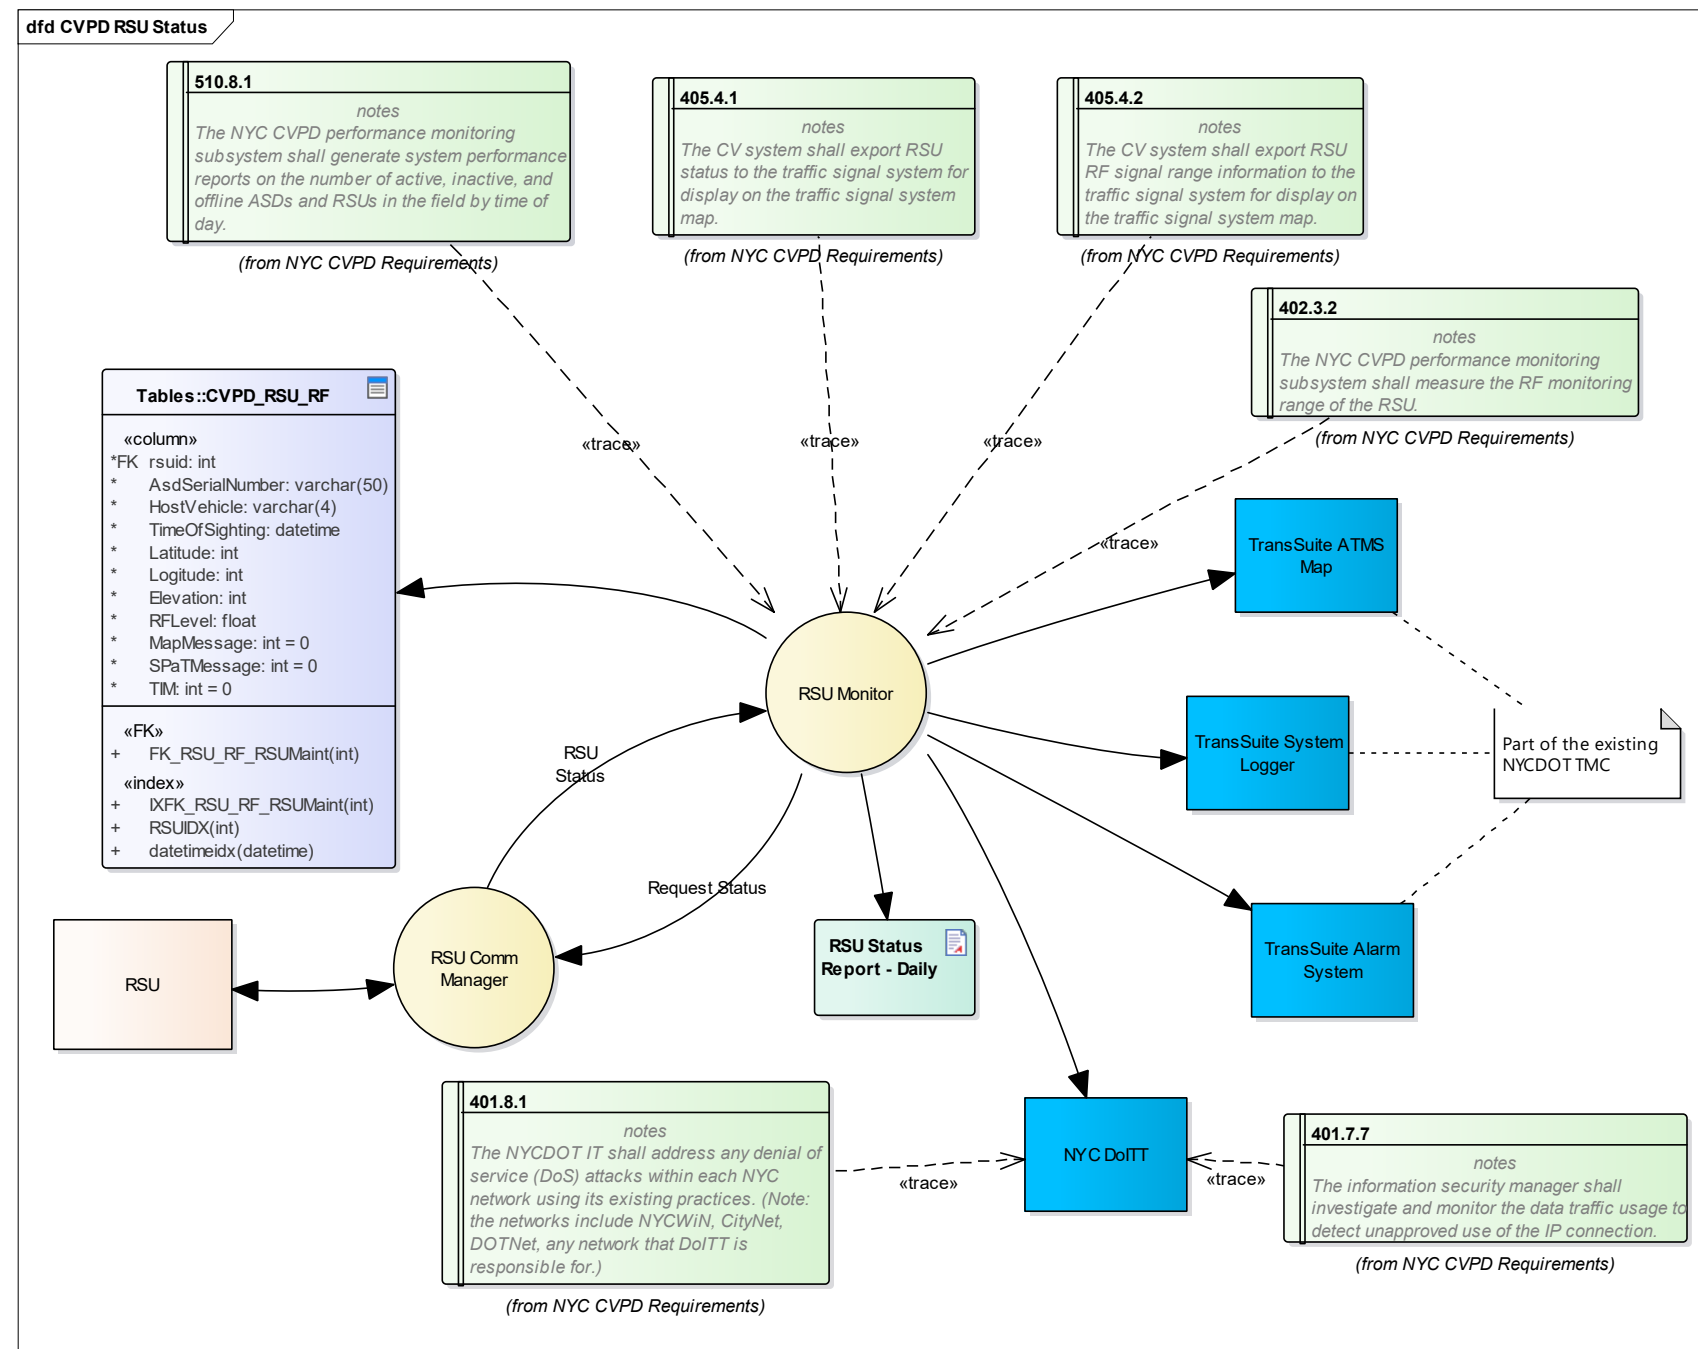 dfd CVPD RSU Status
510.8.1
notes
The NYC CVPD performance monitoring
subsystem shall generate system performance
reports on the number of active, inactive, and
offline ASDs and RSUs in the field by time of
day.
(from NYC CVPD Requirements)
405.4.1
notes
The CV system shall export RSU
status to the traffic signal system for
display on the traffic signal system
map.
(from NYC CVPD Requirements)
405.4.2
notes
The CV system shall export RSU
RF signal range information to the
traffic signal system for display on
the traffic signal system map.
(from NYC CVPD Requirements)
402.3.2
notes
The NYC CVPD performance monitoring
subsystem shall measure the RF monitoring
range of the RSU.
(from NYC CVPD Requirements)
Tables::CVPD_RSU_RF
«column»
*FK rsuid: int
* AsdSerialNumber: varchar(50)
* HostVehicle: varchar(4)
* TimeOfSighting: datetime
* Latitude: int
* Logitude: int
* Elevation: int
* RFLevel: float
* MapMessage: int = 0
* SPaTMessage: int = 0
* TIM: int = 0
«FK»
+ FK_RSU_RF_RSUMaint(int)
«index»
+ IXFK_RSU_RF_RSUMaint(int)
+ RSUIDX(int)
+ datetimeidx(datetime)
«trace»
«trace»
«trace»
«trace»
TransSuite ATMS
Map
RSU Monitor
TransSuite System
Logger
Part of the existing
NYCDOT TMC
RSU
Status
Request Status
RSU Status
Report - Daily
TransSuite Alarm
System
RSU Comm
Manager
RSU
401.8.1
notes
The NYCDOT IT shall address any denial of
service (DoS) attacks within each NYC
network using its existing practices. (Note:
the networks include NYCWiN, CityNet,
DOTNet, any network that DoITT is
responsible for.)
(from NYC CVPD Requirements)
«trace»
NYC DoITT
«trace»
401.7.7
notes
The information security manager shall
investigate and monitor the data traffic usage to
detect unapproved use of the IP connection.
(from NYC CVPD Requirements)